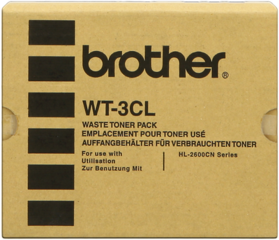 brother®
WT-3CL
WASTE TONER PACK
EMPLACEMENT POUR TONER USÉ
AUFFANGBEHÄLTER FÜR VERBRAUCHTEN TONER
For use with
Utilisation HL-2600CN Series
Zur Benutzung Mit